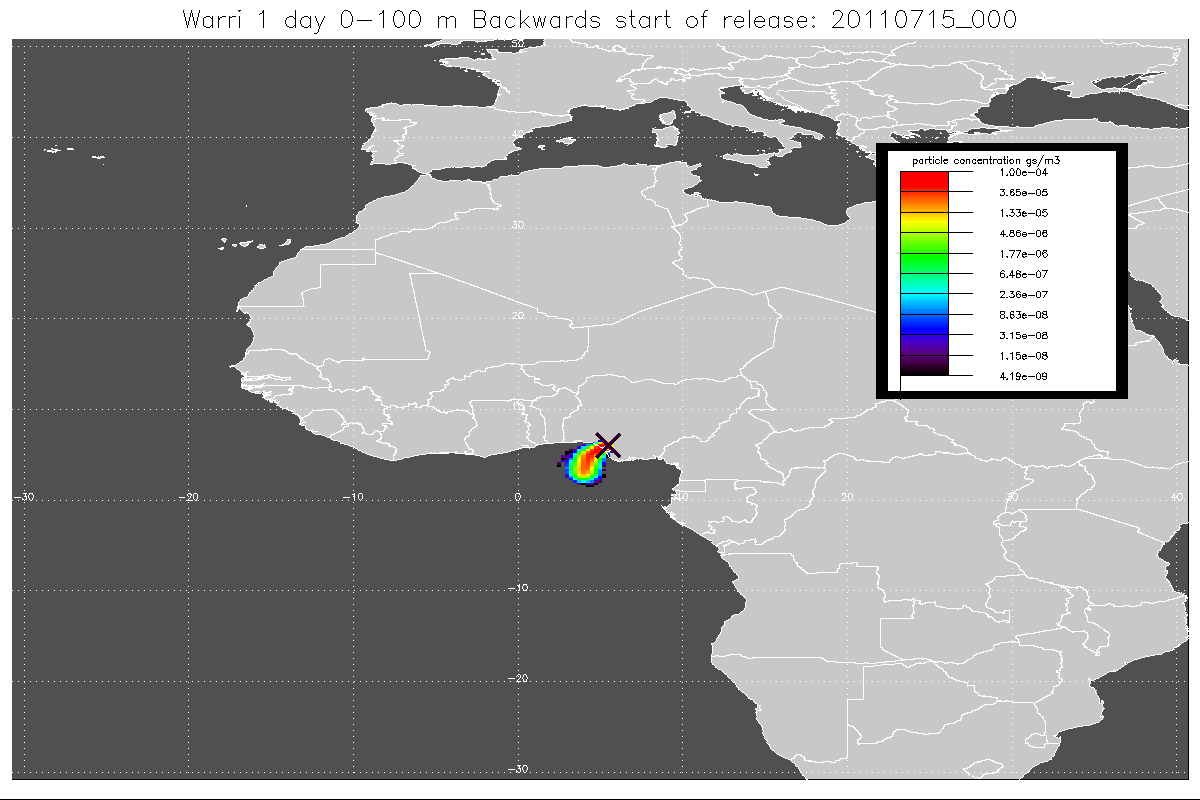 Warri 1 day 0-100 m Backwards start of release: 20110715_000
50
40
30
20
10
-30
-10
0
10
20
30
40
-10
-20
-30
particle concentration gs/m3
1.00e-04
3.65e-05
1.33e-05
4.86e-06
1.77e-06
6.46e-07
2.36e-07
8.63e-08
3.15e-08
1.15e-08
4.19e-09